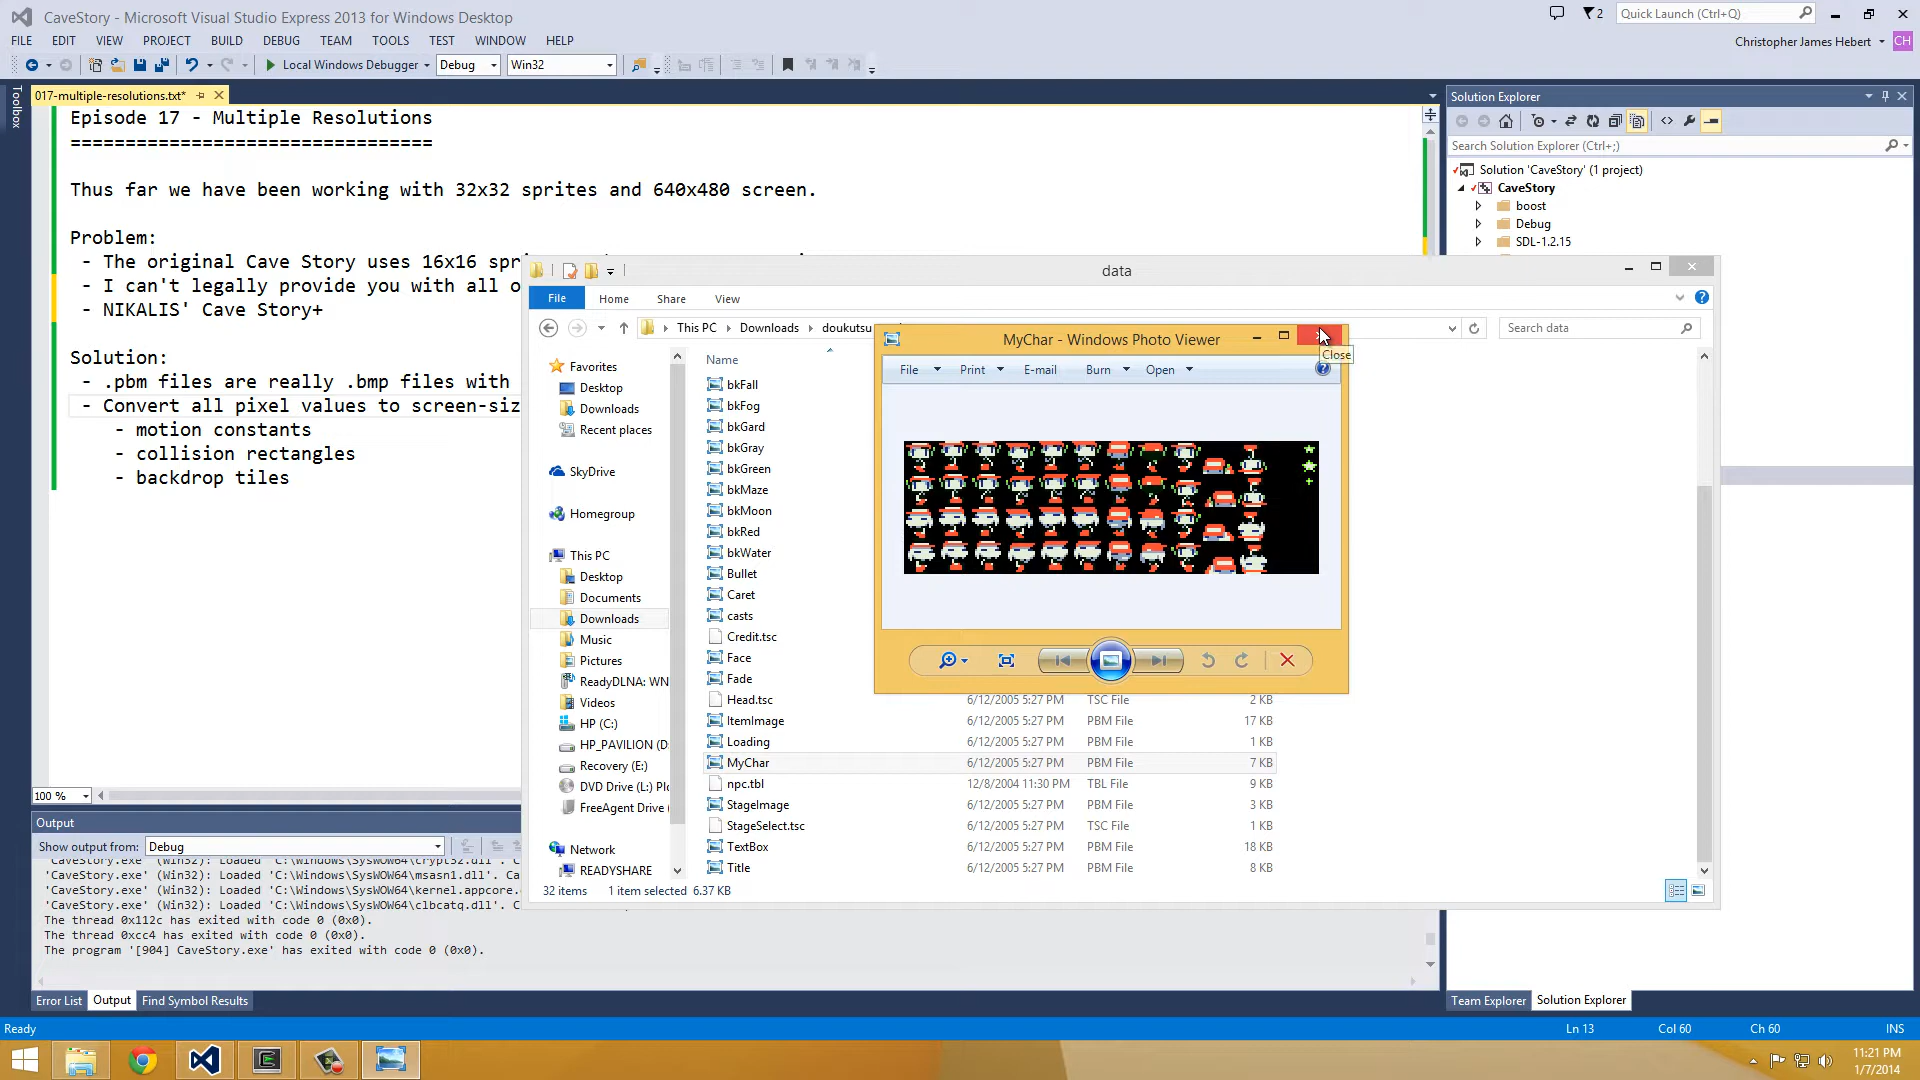 CaveStory - Microsoft Visual Studio Express 2013 for Windows Desktop
2
Quick Launch (Ctrl+Q)
FILE EDIT VIEW PROJECT BUILD DEBUG TEAM TOOLS TEST WINDOW HELP
Christopher James Hebert CH
Local Windows Debugger Debug Win32
Toolbox
017-multiple-resolutions.txt*
Episode 17 - Multiple Resolutions
=================================
Thus far we have been working with 32x32 sprites and 640x480 screen.
Problem:
- The original Cave Story uses 16x16 spr
- I can't legally provide you with all o
- NIKALIS' Cave Story+
Solution:
- .pbm files are really .bmp files with
- Convert all pixel values to screen-siz
- motion constants
- collision rectangles
- backdrop tiles
100 %
Solution Explorer
Search Solution Explorer (Ctrl+;)
Solution 'CaveStory' (1 project)
CaveStory
boost
Debug
SDL-1.2.15
data
File Home Share View
This PC Downloads doukutsu
Search data
Favorites
Desktop
Downloads
Recent places
SkyDrive
Homegroup
This PC
Desktop
Documents
Downloads
Music
Pictures
ReadyDLNA: WN
Videos
HP (C:)
HP_PAVILION (D:
Recovery (E:)
DVD Drive (L:) Pl
FreeAgent Drive (
Network
READYSHARE
Name
bkFall
bkFog
bkGard
bkGray
bkGreen
bkMaze
bkMoon
bkRed
bkWater
Bullet
Caret
casts
Credit.tsc
Face
Fade
Head.tsc 6/12/2005 5:27 PM TSC File 2 KB
ItemImage 6/12/2005 5:27 PM PBM File 17 KB
Loading 6/12/2005 5:27 PM PBM File 1 KB
MyChar 6/12/2005 5:27 PM PBM File 7 KB
npc.tbl 12/8/2004 11:30 PM TBL File 9 KB
StageImage 6/12/2005 5:27 PM PBM File 3 KB
StageSelect.tsc 6/12/2005 5:27 PM TSC File 1 KB
TextBox 6/12/2005 5:27 PM PBM File 18 KB
Title 6/12/2005 5:27 PM PBM File 8 KB
32 items 1 item selected 6.37 KB
MyChar - Windows Photo Viewer
Close
File Print E-mail Burn Open
Output
Show output from: Debug
'CaveStory.exe' (Win32): Loaded 'C:\Windows\SysWOW64\crypt32.dll'. C
'CaveStory.exe' (Win32): Loaded 'C:\Windows\SysWOW64\msasn1.dll'. Ca
'CaveStory.exe' (Win32): Loaded 'C:\Windows\SysWOW64\kernel.appcore.
'CaveStory.exe' (Win32): Loaded 'C:\Windows\SysWOW64\clbcatq.dll'. C
The thread 0x112c has exited with code 0 (0x0).
The thread 0xcc4 has exited with code 0 (0x0).
The program '[904] CaveStory.exe' has exited with code 0 (0x0).
Error List Output Find Symbol Results
Team Explorer Solution Explorer
Ready Ln 13 Col 60 Ch 60 INS
11:21 PM
1/7/2014